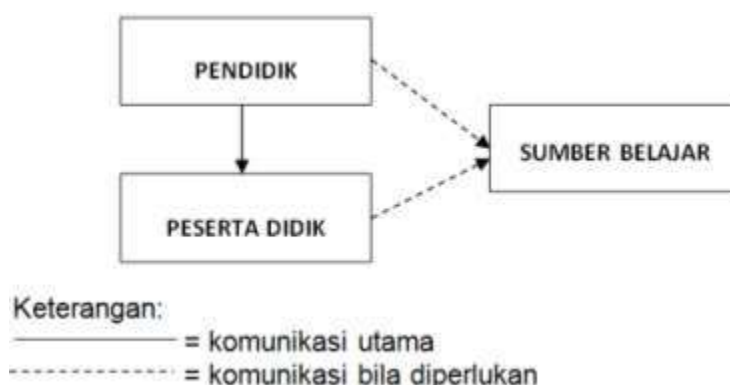 PENDIDIK
SUMBER BELAJAR
PESERTA DIDIK
Keterangan:
= komunikasi utama
= komunikasi bila diperlukan